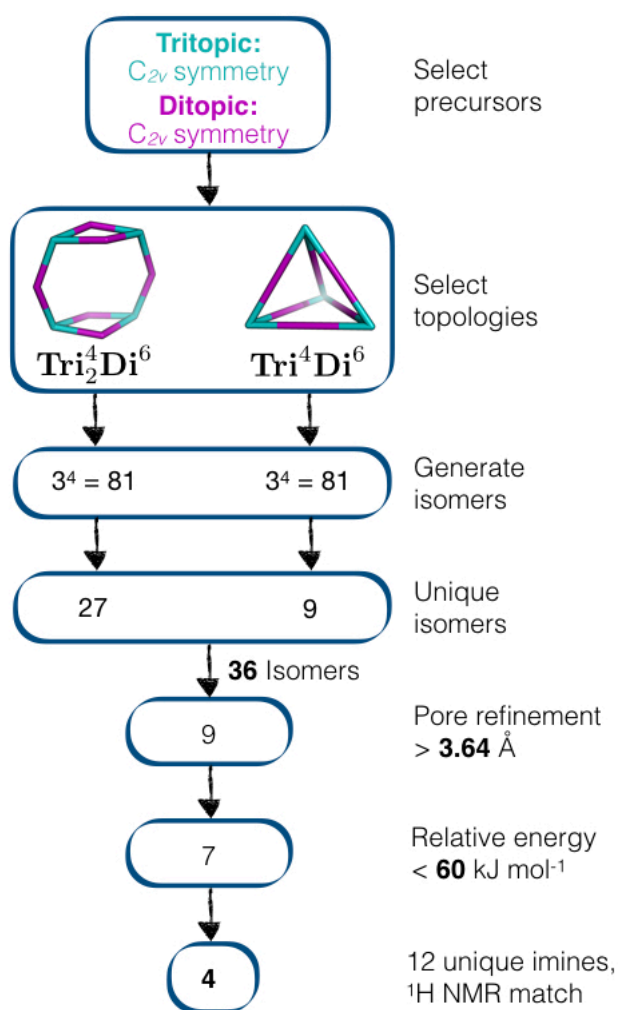 Tritopic:
C2v symmetry
Ditopic:
C2v symmetry
Select
precursors
Tri₂⁴Di⁶
Tri⁴Di⁶
Select
topologies
3⁴ = 81
3⁴ = 81
Generate
isomers
27
9
Unique
isomers
36 Isomers
9
Pore refinement
> 3.64 Å
7
Relative energy
< 60 kJ mol⁻¹
4
12 unique imines,
¹H NMR match